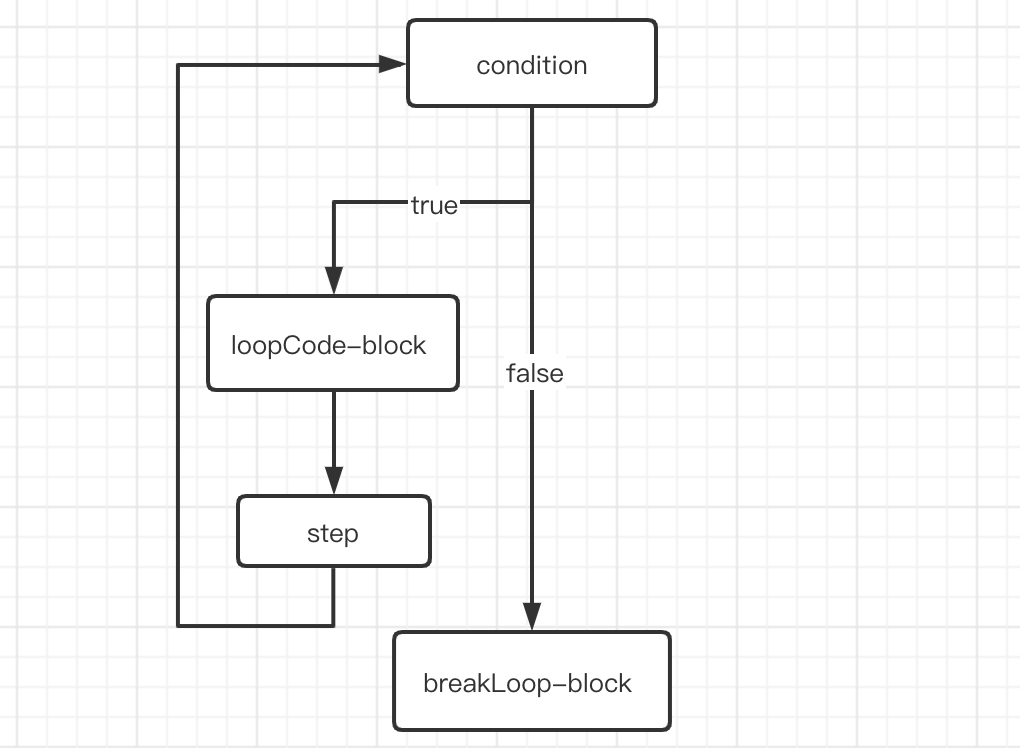 condition
true
loopCode–block
false
step
breakLoop–block